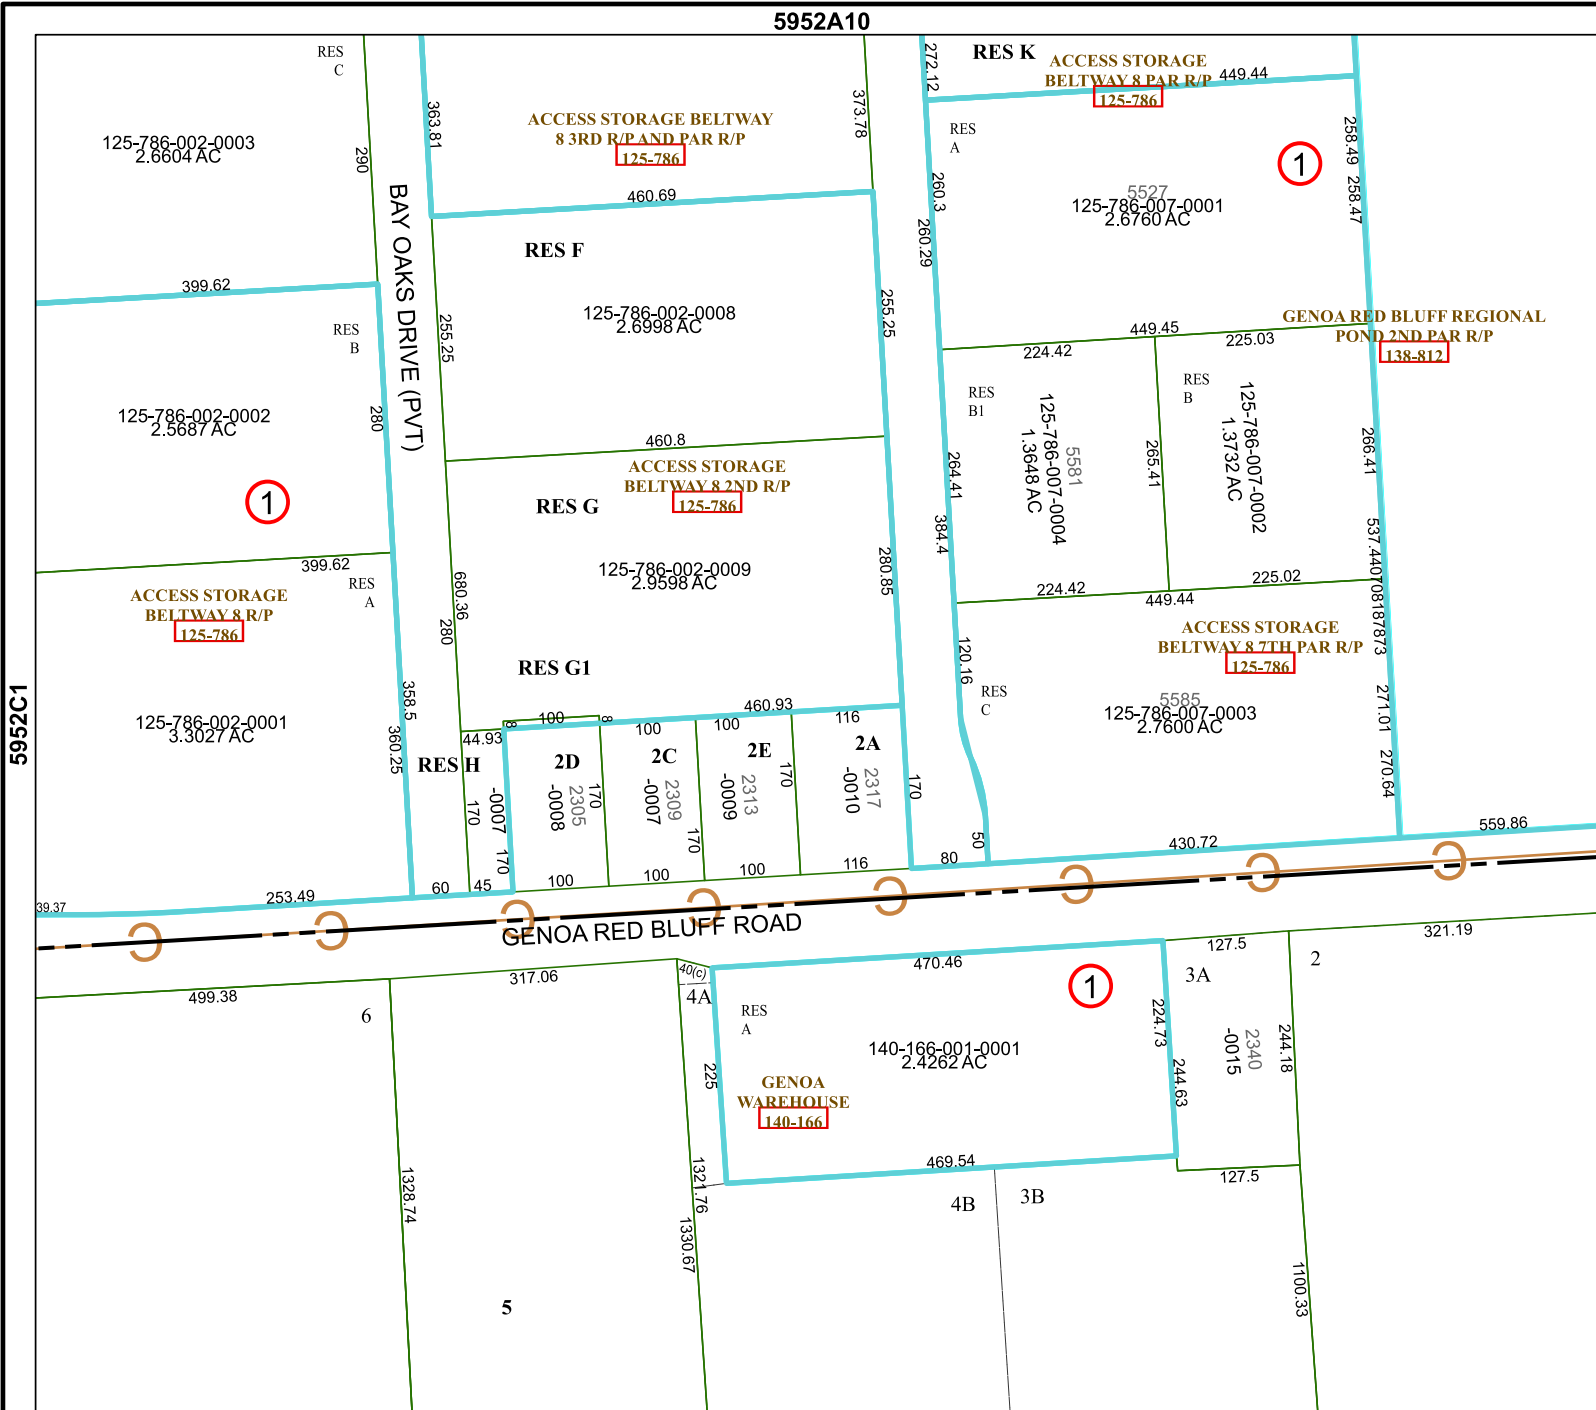 5952A10
5952C1
RES
C
125-786-002-0003
2.6604 AC
290
363.81
ACCESS STORAGE BELTWAY
8 3RD R/P AND PAR R/P
125-786
373.78
460.69
272.12
RES K
ACCESS STORAGE
BELTWAY 8 PAR R/P
125-786
449.44
RES
A
258.49
258.47
1
260.3
260.29
5527
125-786-007-0001
2.6760 AC
BAY OAKS DRIVE (PVT)
399.62
RES
B
125-786-002-0002
2.5687 AC
280
1
RES F
125-786-002-0008
2.6998 AC
255.25
255.25
460.8
449.45
224.42
225.03
GENOA RED BLUFF REGIONAL
POND 2ND PAR R/P
138-812
RES
B1
125-786-007-0004
1.3648 AC
5581
265.41
RES
B
125-786-007-0002
1.3732 AC
266.41
264.41
384.4
537.440708187873
224.42
225.02
449.44
ACCESS STORAGE
BELTWAY 8 2ND R/P
125-786
RES G
125-786-002-0009
2.9598 AC
280.85
680.36
280
399.62
RES
A
ACCESS STORAGE
BELTWAY 8 R/P
125-786
125-786-002-0001
3.3027 AC
358.5
360.25
RES G1
460.93
120.16
RES
C
ACCESS STORAGE
BELTWAY 8 7TH PAR R/P
125-786
5585
125-786-007-0003
2.7600 AC
271.01
270.64
8
100
8
44.93
100
100
116
RES H
170
-0007
170
2D
2305
-0008
170
2C
2309
-0007
170
2E
2313
-0009
170
2A
2317
-0010
170
50
80
430.72
559.86
39.37
253.49
60
45
100
100
100
116
C
C
C
C
C
C
C
C
GENOA RED BLUFF ROAD
499.38
6
317.06
40(c)
4A
470.46
1
127.5
3A
321.19
2
RES
A
140-166-001-0001
2.4262 AC
224.73
244.63
2340
-0015
244.18
225
GENOA
WAREHOUSE
140-166
469.54
127.5
1328.74
1321.76
1330.67
4B
3B
1100.33
5